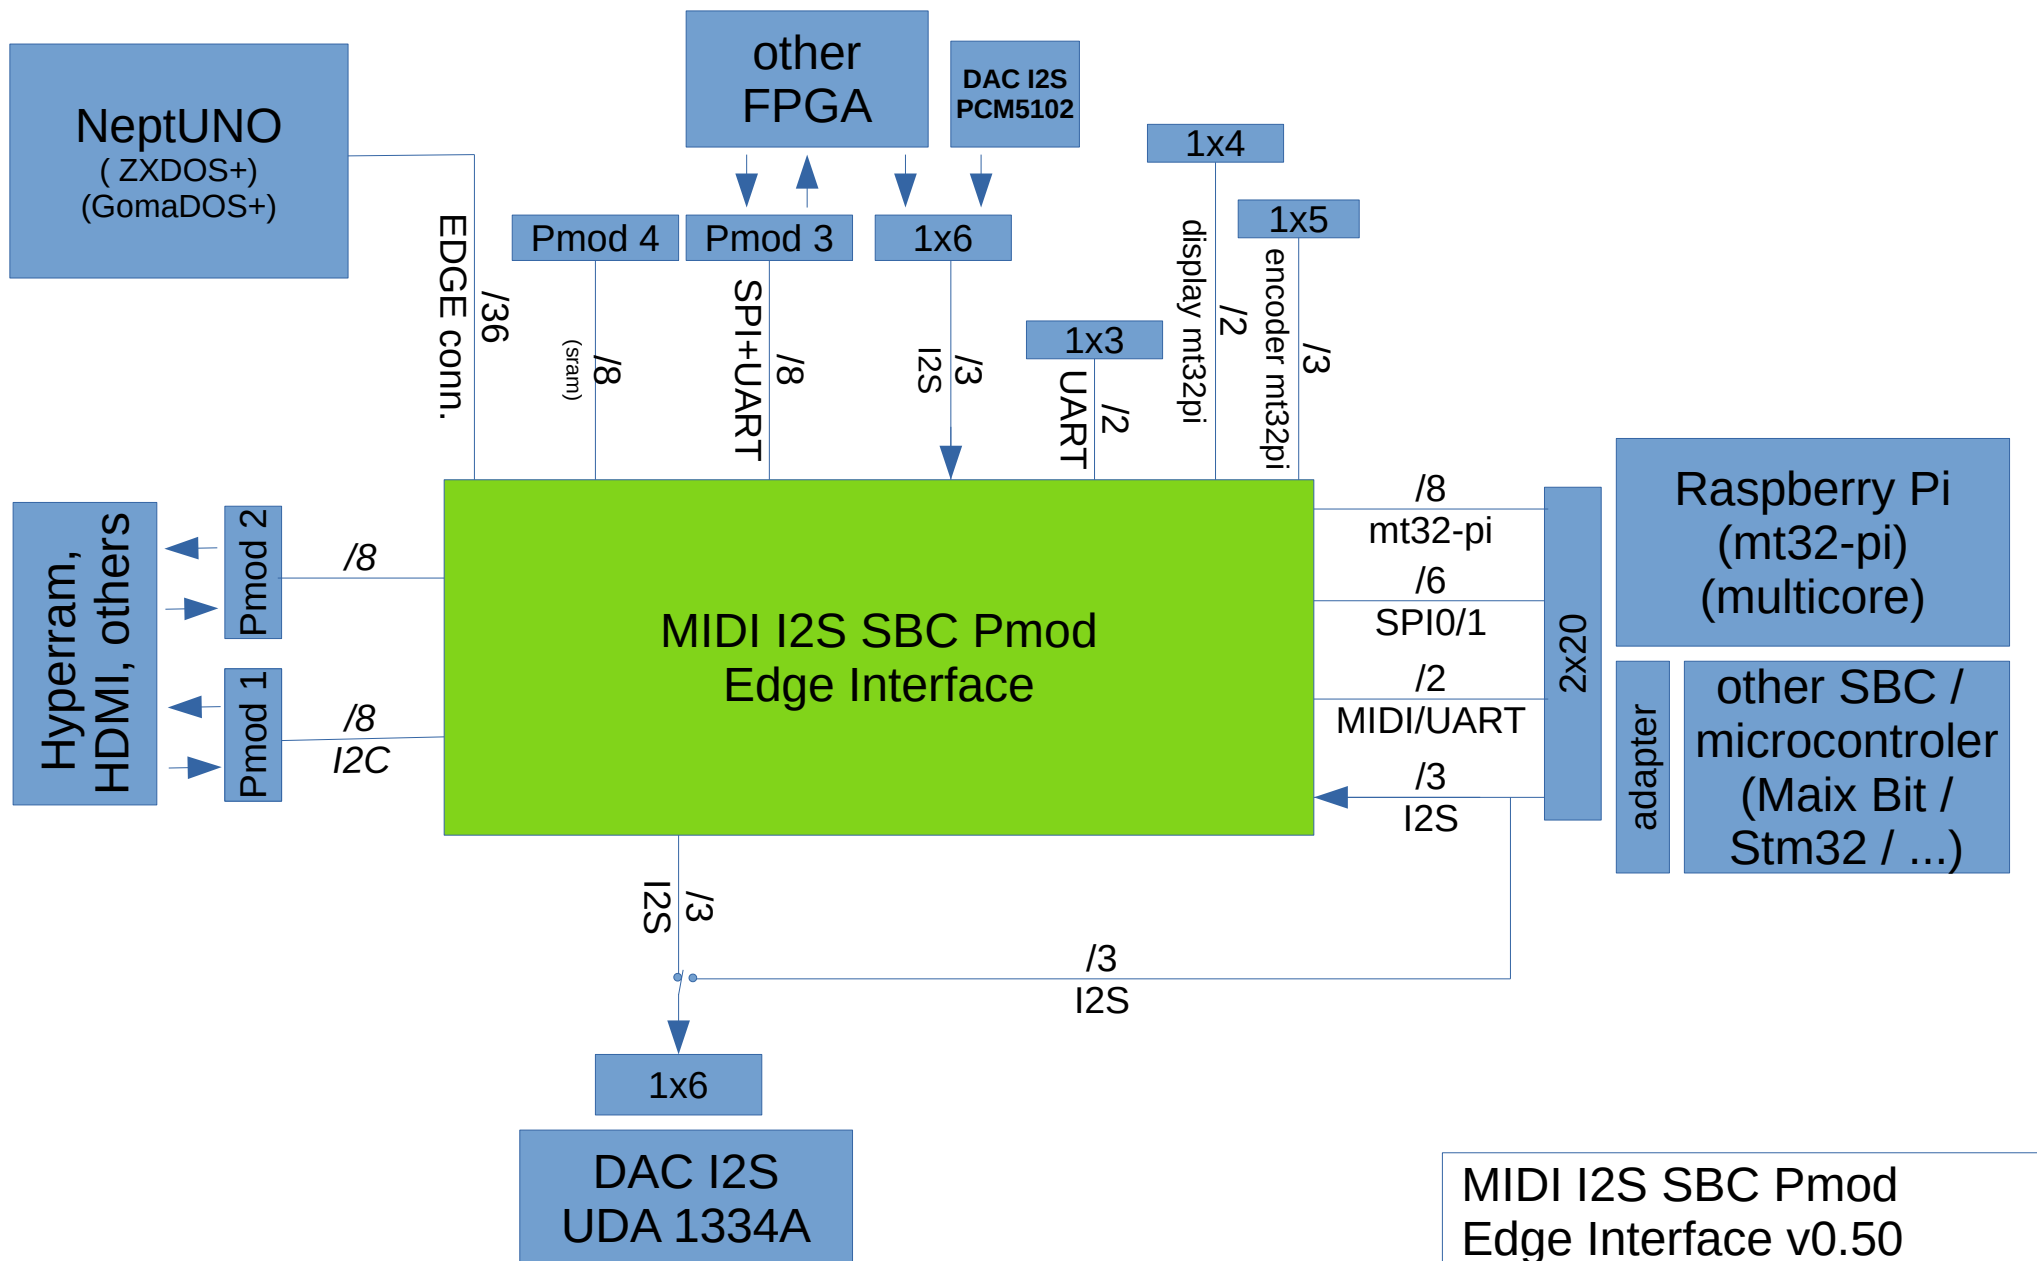 NeptUNO
( ZXDOS+)
(GomaDOS+)
other
FPGA
DAC I2S
PCM5102
1x4
1x5
Pmod 4
Pmod 3
1x6
1x3
EDGE conn.
/36
(sram)
/8
SPI+UART
/8
I2S
/3
UART
/2
display mt32pi
/2
encoder mt32pi
/3
Hyperram,
HDMI, others
Pmod 2
/8
Pmod 1
/8
I2C
MIDI I2S SBC Pmod
Edge Interface
/8
mt32-pi
/6
SPI0/1
/2
MIDI/UART
/3
I2S
2x20
Raspberry Pi
(mt32-pi)
(multicore)
adapter
other SBC /
microcontroler
(Maix Bit /
Stm32 / ...)
I2S
/3
/3
I2S
1x6
DAC I2S
UDA 1334A
MIDI I2S SBC Pmod
Edge Interface v0.50